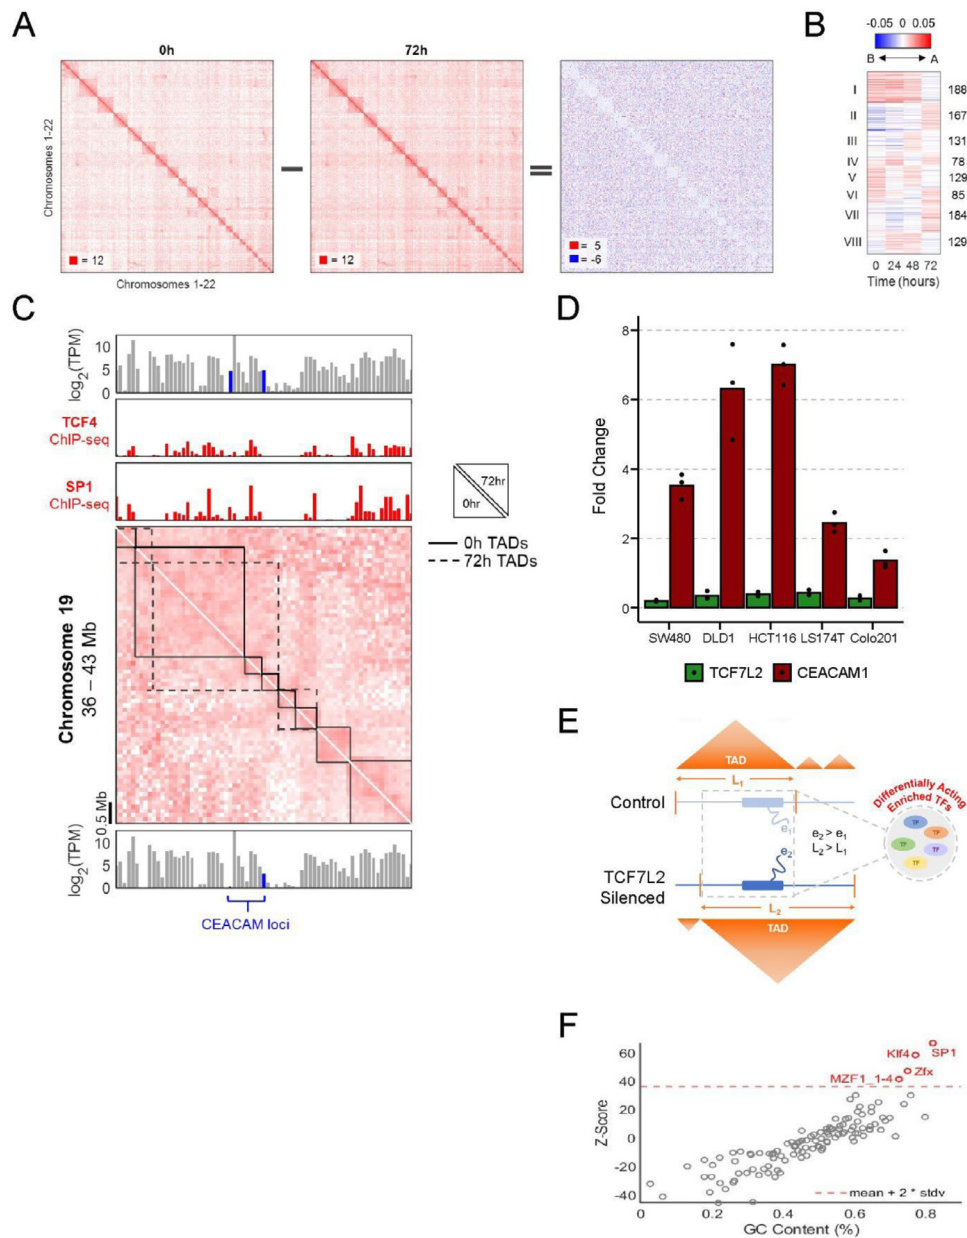 A
0h
72h
Chromosomes 1-22
= 12
= 12
= 5
= -6
Chromosomes 1-22
B
-0.05 0 0.05
B A
I 188
II 167
III 131
IV 78
V 129
VI 85
VII 184
VIII 129
0 24 48 72
Time (hours)
C
log2(TPM)
10
5
0
TCF4
ChIP-seq
SP1
ChIP-seq
72hr
0hr
0h TADs
72h TADs
Chromosome 19
36 – 43 Mb
0.5 Mb
log2(TPM)
10
5
0
CEACAM loci
D
Fold Change
8
6
4
2
0
SW480 DLD1 HCT116 LS174T Colo201
TCF7L2 CEACAM1
E
TAD
L1
Control
e1
e2
e2 > e1
L2 > L1
Differentially Acting
Enriched TFs
TF
TF
TF
TF
TF
TCF7L2
Silenced
L2
TAD
F
Z-Score
60
40
20
0
-20
-40
Klf4
SP1
Zfx
MZF1_1-4
mean + 2 * stdv
0 0.2 0.4 0.6 0.8
GC Content (%)